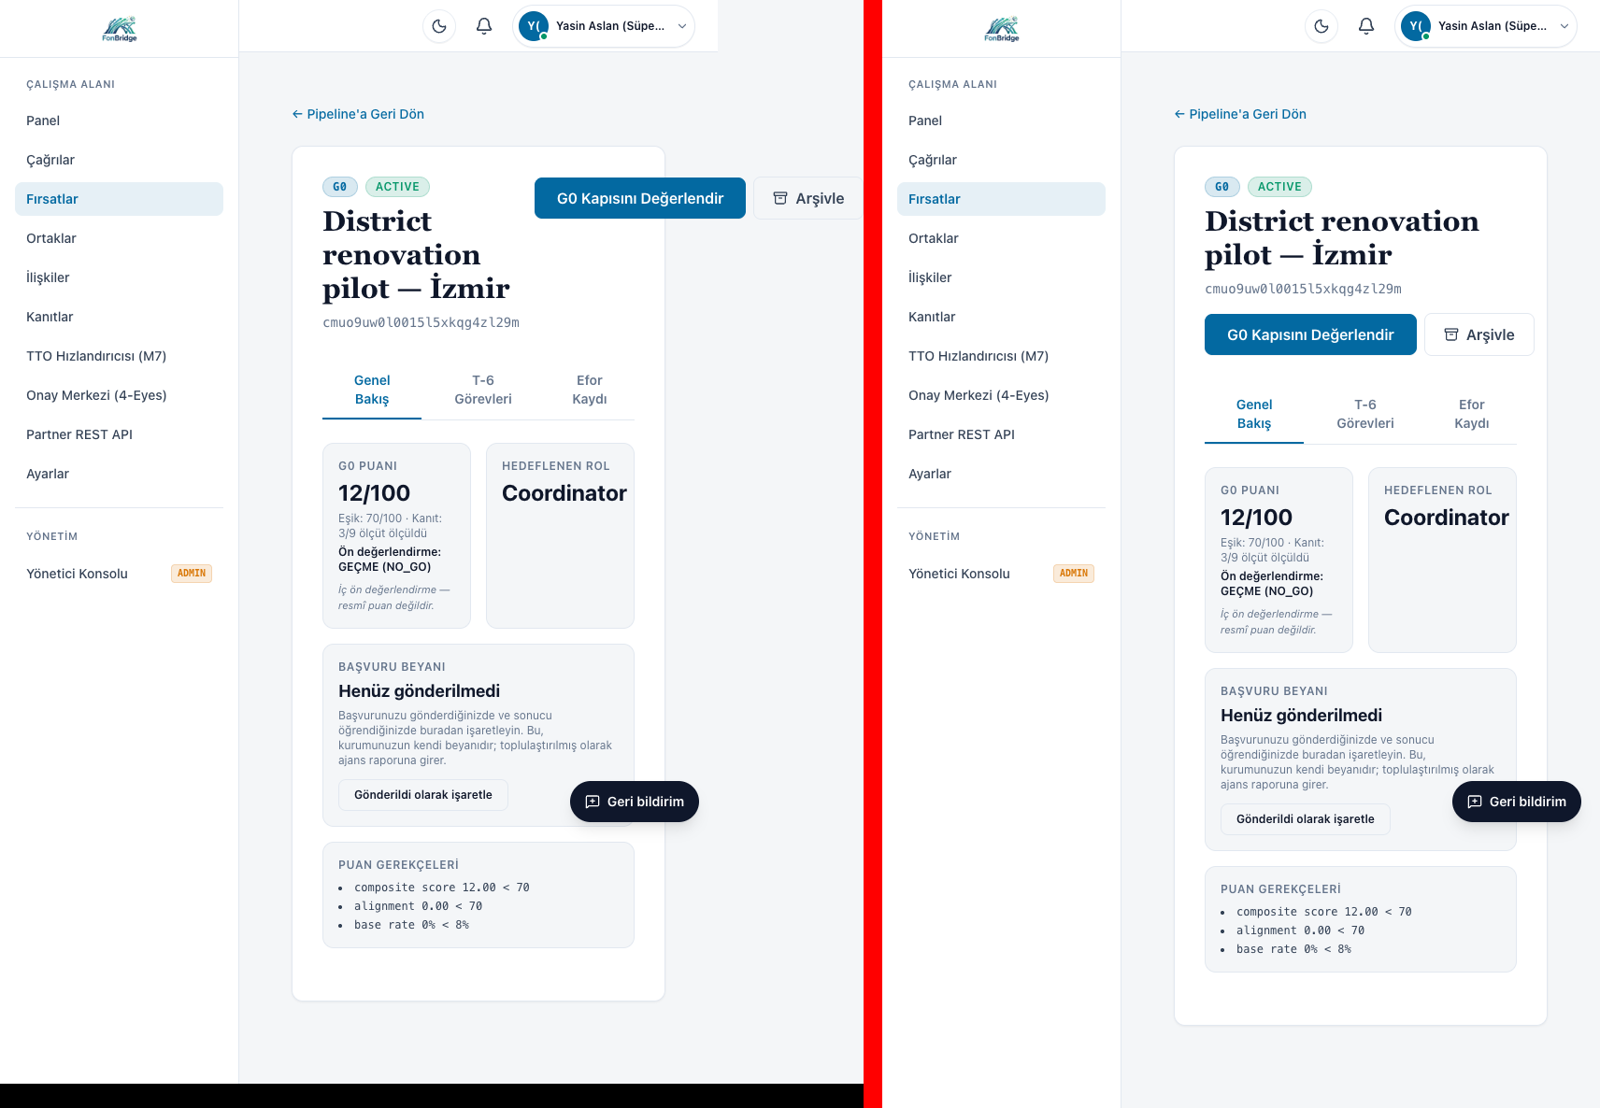 FonBridge
ÇALIŞMA ALANI
Panel
Çağrılar
Fırsatlar
Ortaklar
İlişkiler
Kanıtlar
TTO Hızlandırıcısı (M7)
Onay Merkezi (4-Eyes)
Partner REST API
Ayarlar
YÖNETİM
Yönetici Konsolu ADMIN
Y( Yasin Aslan (Süpe...
← Pipeline'a Geri Dön
G0 ACTIVE
District
renovation
pilot — İzmir
cmuo9uw0l0015l5xkqg4zl29m
G0 Kapısını Değerlendir
Arşivle
Genel
Bakış
T-6
Görevleri
Efor
Kaydı
G0 PUANI
12/100
Eşik: 70/100 · Kanıt:
3/9 ölçüt ölçüldü
Ön değerlendirme:
GEÇME (NO_GO)
İç ön değerlendirme —
resmî puan değildir.
HEDEFLENEN ROL
Coordinator
BAŞVURU BEYANI
Henüz gönderilmedi
Başvurunuzu gönderdiğinizde ve sonucu
öğrendiğinizde buradan işaretleyin. Bu,
kurumunuzun kendi beyanıdır; toplulaştırılmış olarak
ajans raporuna girer.
Gönderildi olarak işaretle
Geri bildirim
PUAN GEREKÇELERİ
• composite score 12.00 < 70
• alignment 0.00 < 70
• base rate 0% < 8%
FonBridge
ÇALIŞMA ALANI
Panel
Çağrılar
Fırsatlar
Ortaklar
İlişkiler
Kanıtlar
TTO Hızlandırıcısı (M7)
Onay Merkezi (4-Eyes)
Partner REST API
Ayarlar
YÖNETİM
Yönetici Konsolu ADMIN
Y( Yasin Aslan (Süpe...
← Pipeline'a Geri Dön
G0 ACTIVE
District renovation
pilot — İzmir
cmuo9uw0l0015l5xkqg4zl29m
G0 Kapısını Değerlendir
Arşivle
Genel
Bakış
T-6
Görevleri
Efor
Kaydı
G0 PUANI
12/100
Eşik: 70/100 · Kanıt:
3/9 ölçüt ölçüldü
Ön değerlendirme:
GEÇME (NO_GO)
İç ön değerlendirme —
resmî puan değildir.
HEDEFLENEN ROL
Coordinator
BAŞVURU BEYANI
Henüz gönderilmedi
Başvurunuzu gönderdiğinizde ve sonucu
öğrendiğinizde buradan işaretleyin. Bu,
kurumunuzun kendi beyanıdır; toplulaştırılmış olarak
ajans raporuna girer.
Gönderildi olarak işaretle
Geri bildirim
PUAN GEREKÇELERİ
• composite score 12.00 < 70
• alignment 0.00 < 70
• base rate 0% < 8%